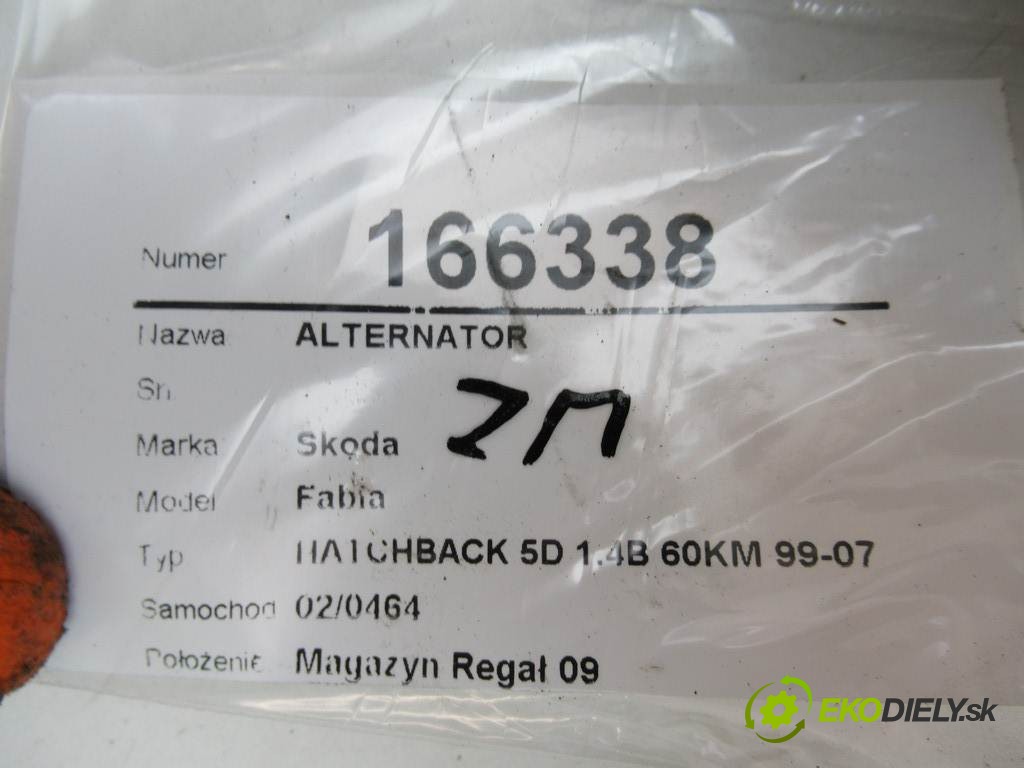 Numer 166338
Nazwa ALTERNATOR
Sn
Marka Skoda
Model Fabia
Typ HATCHBACK 5D 1.4B 60KM 99-07
Samochod 02/0464
Położenie Magazyn Regał 09
EKODIELY.sk